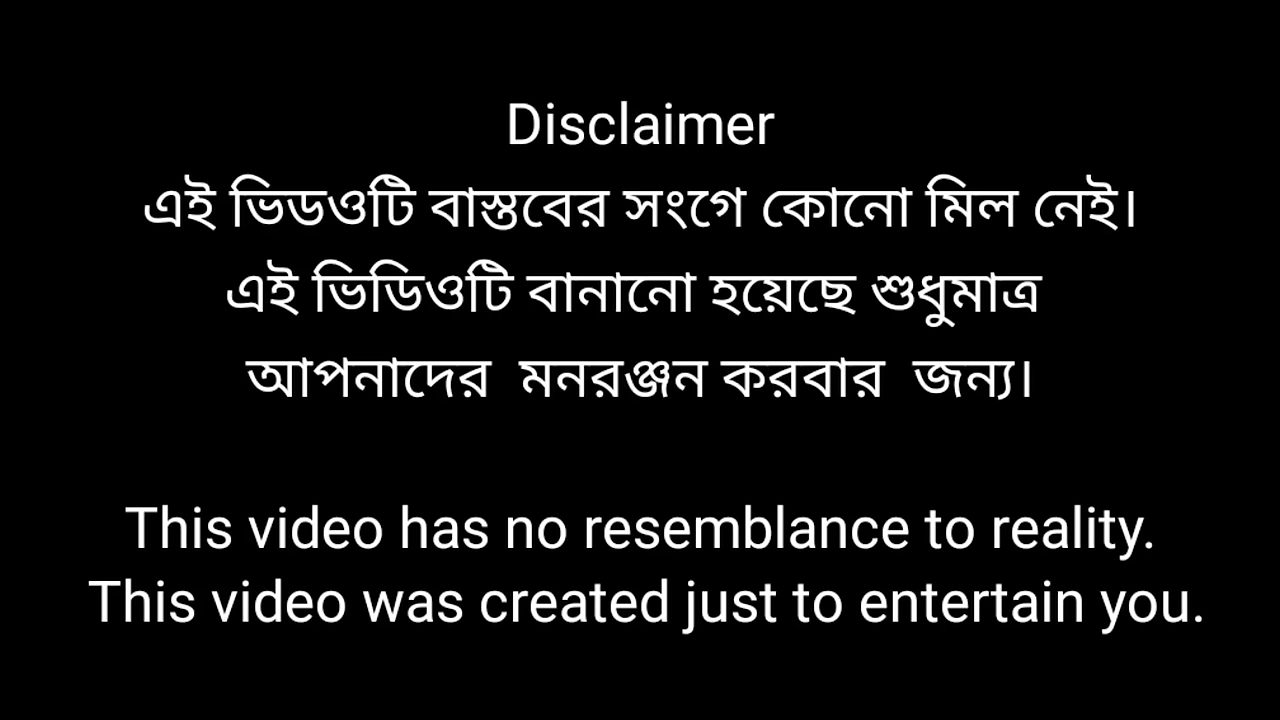 Disclaimer
এই ভিডওটি বাস্তবের সংগে কোনো মিল নেই।
এই ভিডিওটি বানানো হয়েছে শুধুমাত্র
আপনাদের মনরঞ্জন করবার জন্য।
This video has no resemblance to reality.
This video was created just to entertain you.